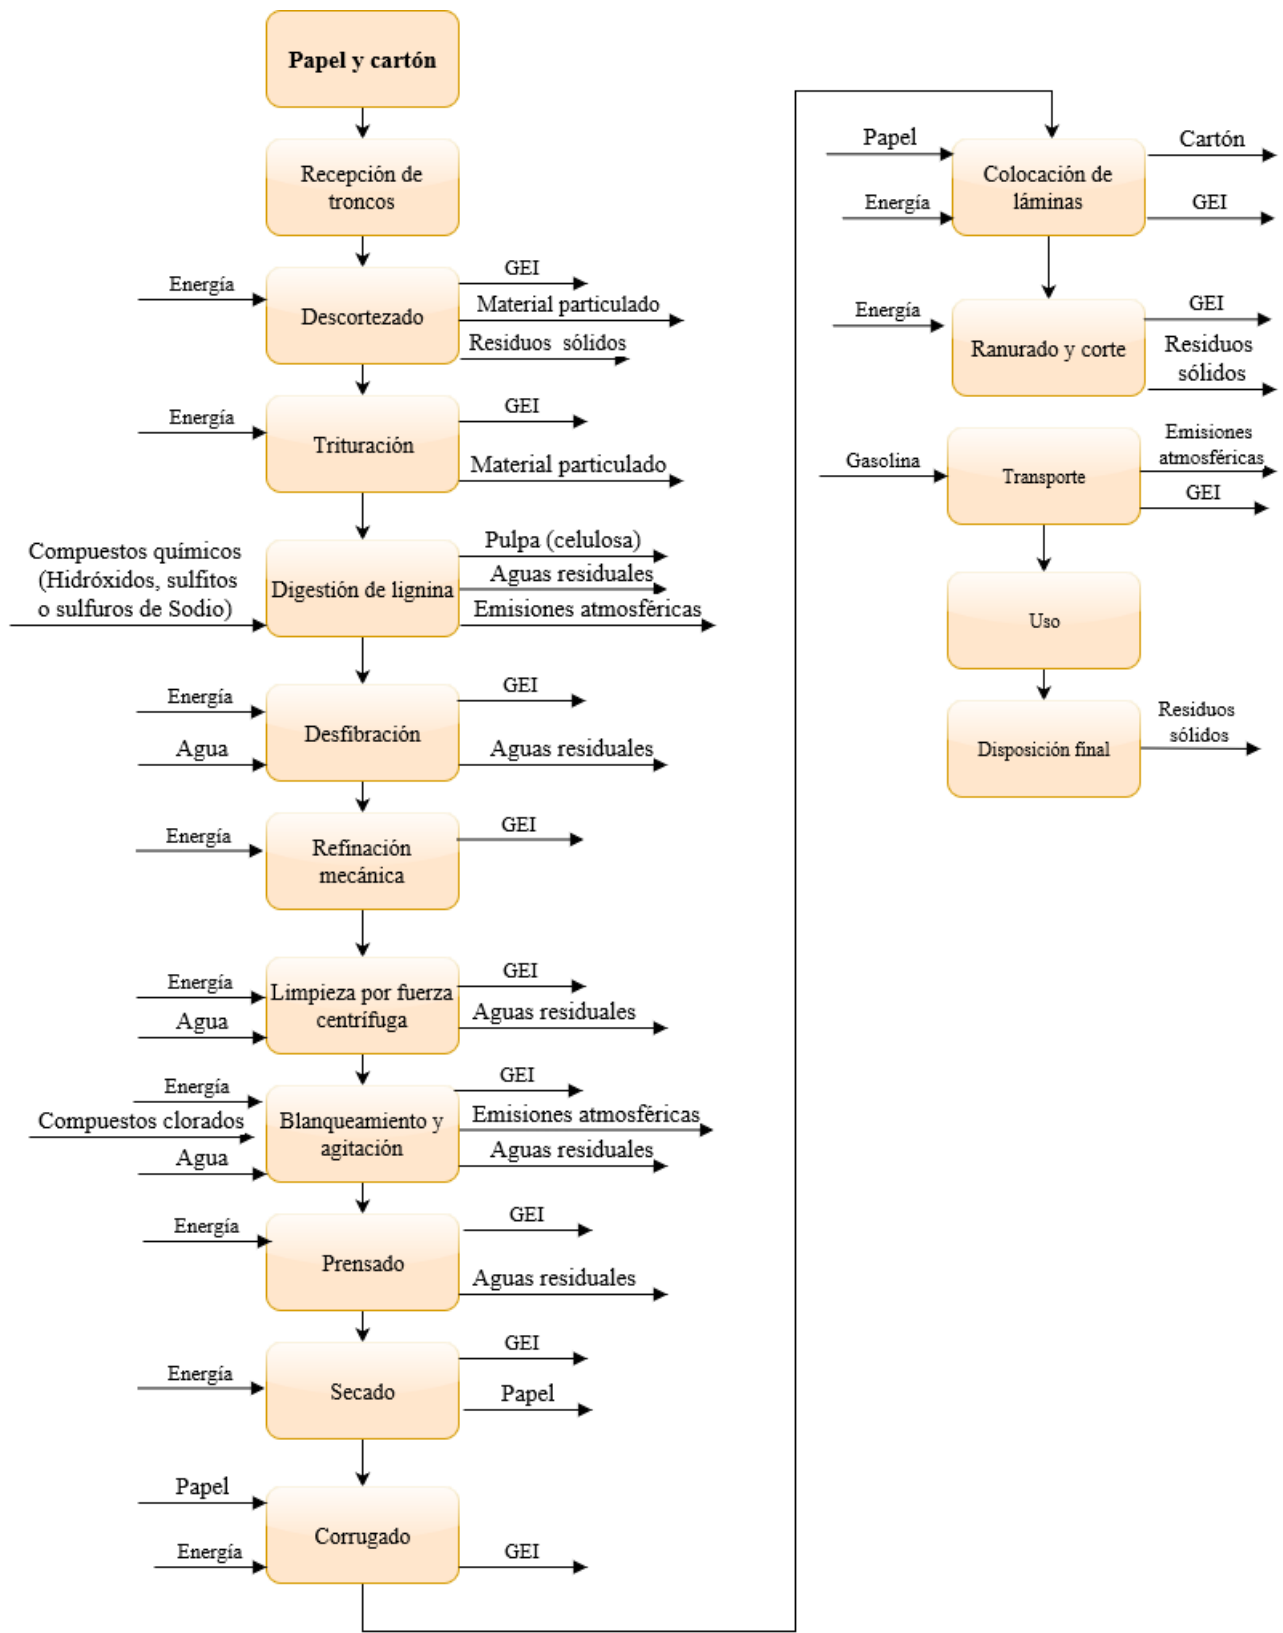 Papel y cartón
Recepción de
troncos
Energía
Descortezado
GEI
Material particulado
Residuos sólidos
Energía
Trituración
GEI
Material particulado
Compuestos químicos
(Hidróxidos, sulfitos
o sulfuros de Sodio)
Digestión de lignina
Pulpa (celulosa)
Aguas residuales
Emisiones atmosféricas
Energía
Agua
Desfibración
GEI
Aguas residuales
Energía
Refinación
mecánica
GEI
Energía
Agua
Limpieza por fuerza
centrífuga
GEI
Aguas residuales
Energía
Compuestos clorados
Agua
Blanqueamiento y
agitación
GEI
Emisiones atmosféricas
Aguas residuales
Energía
Prensado
GEI
Aguas residuales
Energía
Secado
GEI
Papel
Papel
Energía
Corrugado
GEI
Papel
Energía
Colocación de
láminas
Cartón
GEI
Energía
Ranurado y corte
GEI
Residuos
sólidos
Gasolina
Transporte
Emisiones
atmosféricas
GEI
Uso
Disposición final
Residuos
sólidos